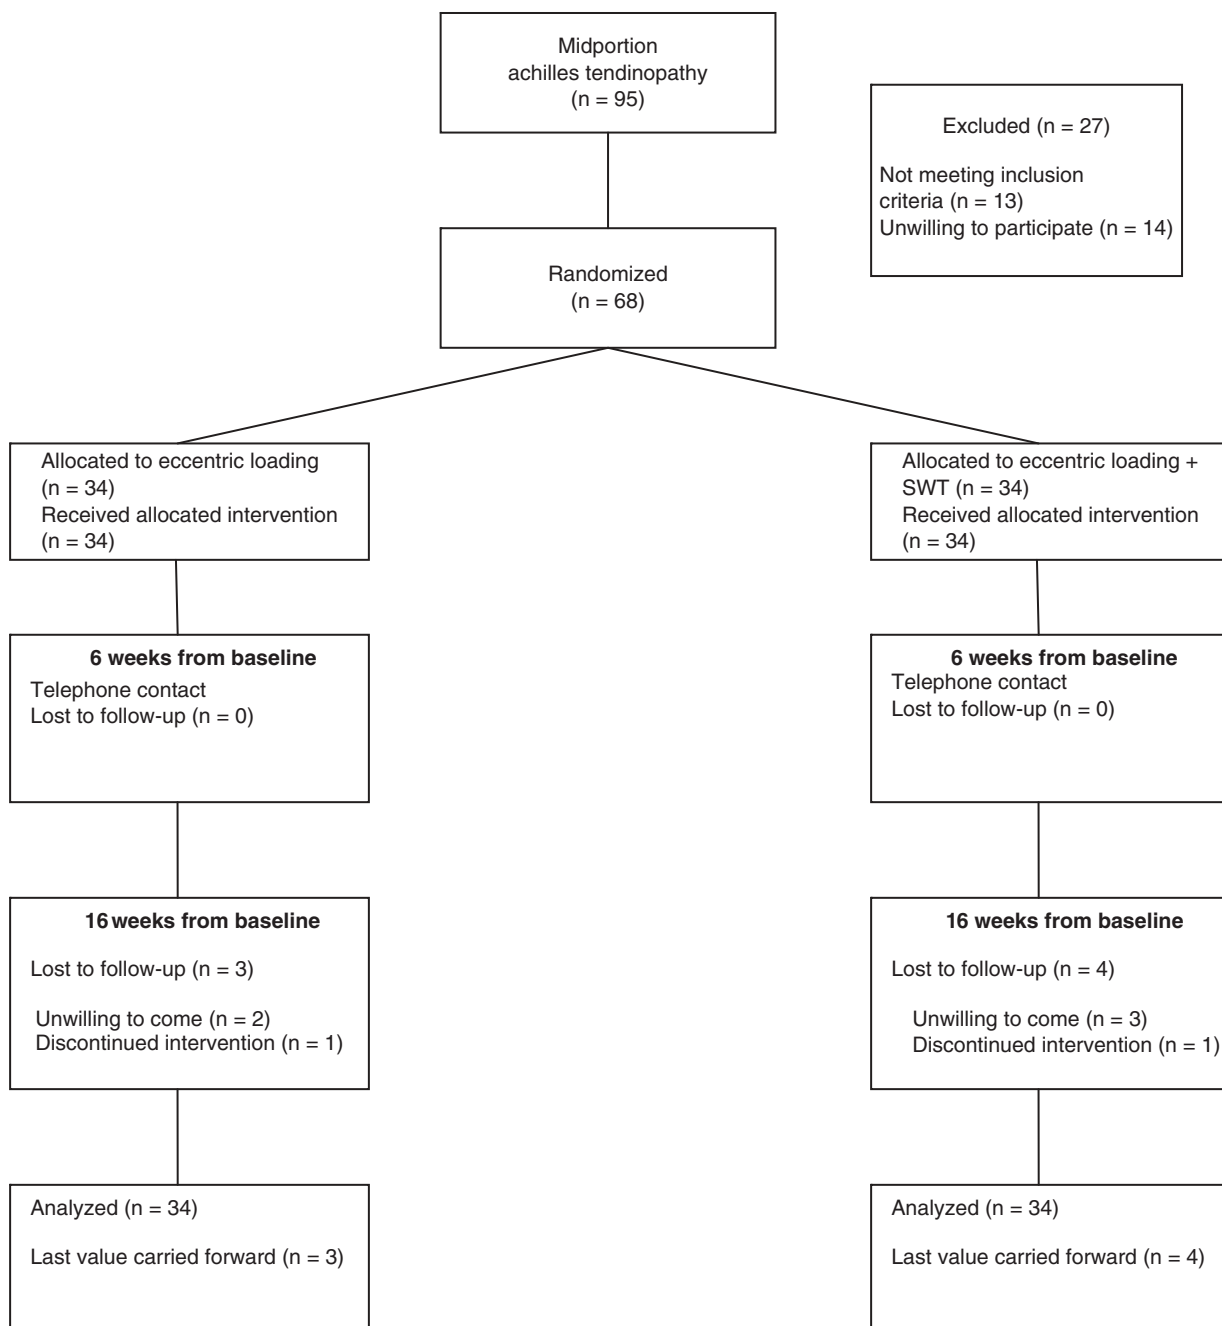 Midportion
achilles tendinopathy
(n = 95)
Excluded (n = 27)
Not meeting inclusion
criteria (n = 13)
Unwilling to participate (n = 14)
Randomized
(n = 68)
Allocated to eccentric loading
(n = 34)
Received allocated intervention
(n = 34)
Allocated to eccentric loading +
SWT (n = 34)
Received allocated intervention
(n = 34)
6 weeks from baseline
Telephone contact
Lost to follow-up (n = 0)
6 weeks from baseline
Telephone contact
Lost to follow-up (n = 0)
16 weeks from baseline
Lost to follow-up (n = 3)
Unwilling to come (n = 2)
Discontinued intervention (n = 1)
16 weeks from baseline
Lost to follow-up (n = 4)
Unwilling to come (n = 3)
Discontinued intervention (n = 1)
Analyzed (n = 34)
Last value carried forward (n = 3)
Analyzed (n = 34)
Last value carried forward (n = 4)